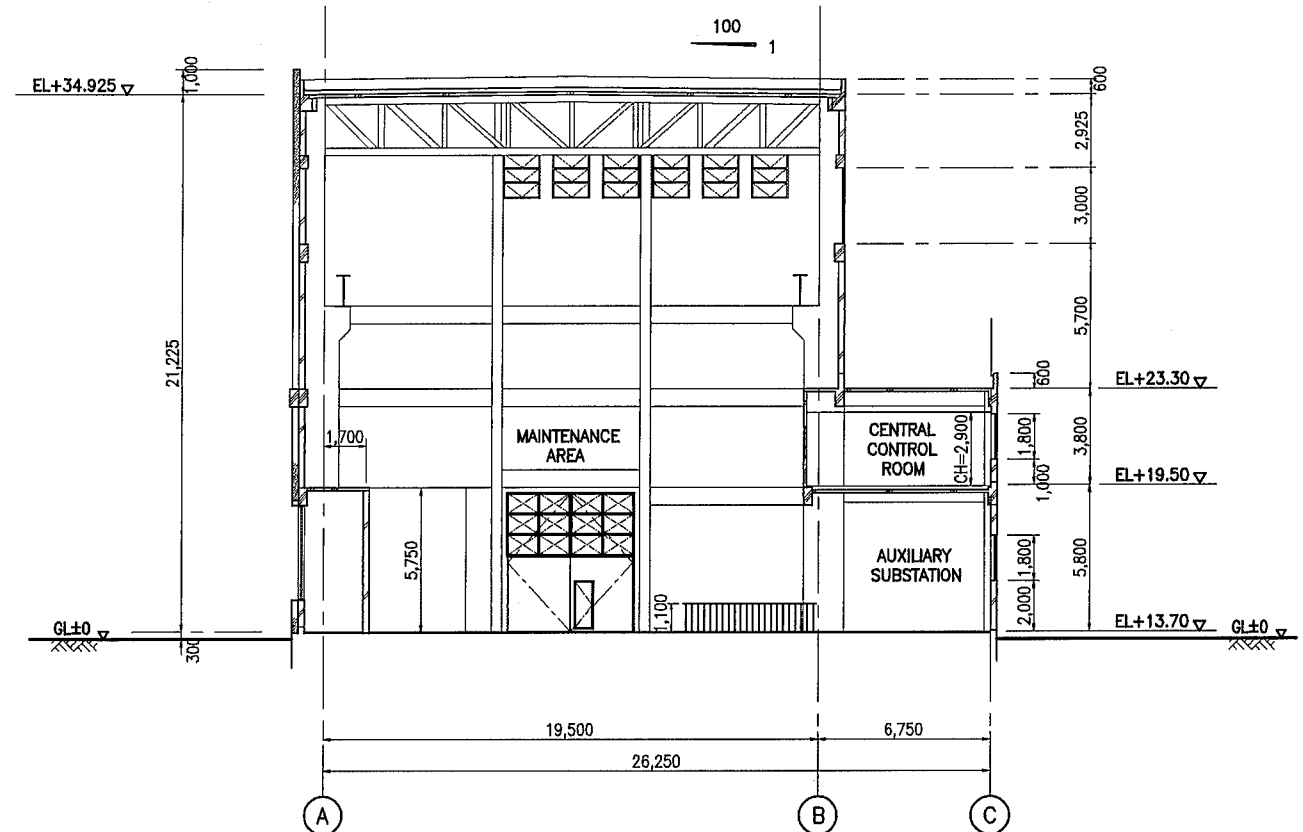 100
1
1,000
EL+34.925
600
2,925
3,000
5,700
21,225
600
EL+23.30
1,700
MAINTENANCE
AREA
CENTRAL
CONTROL
ROOM
CH=2,900
1,800
3,800
1,000
EL+19.50
5,750
AUXILIARY
SUBSTATION
1,800
5,800
2,000
1,100
EL+13.70
GL±0
GL±0
300
19,500
6,750
26,250
A
B
C